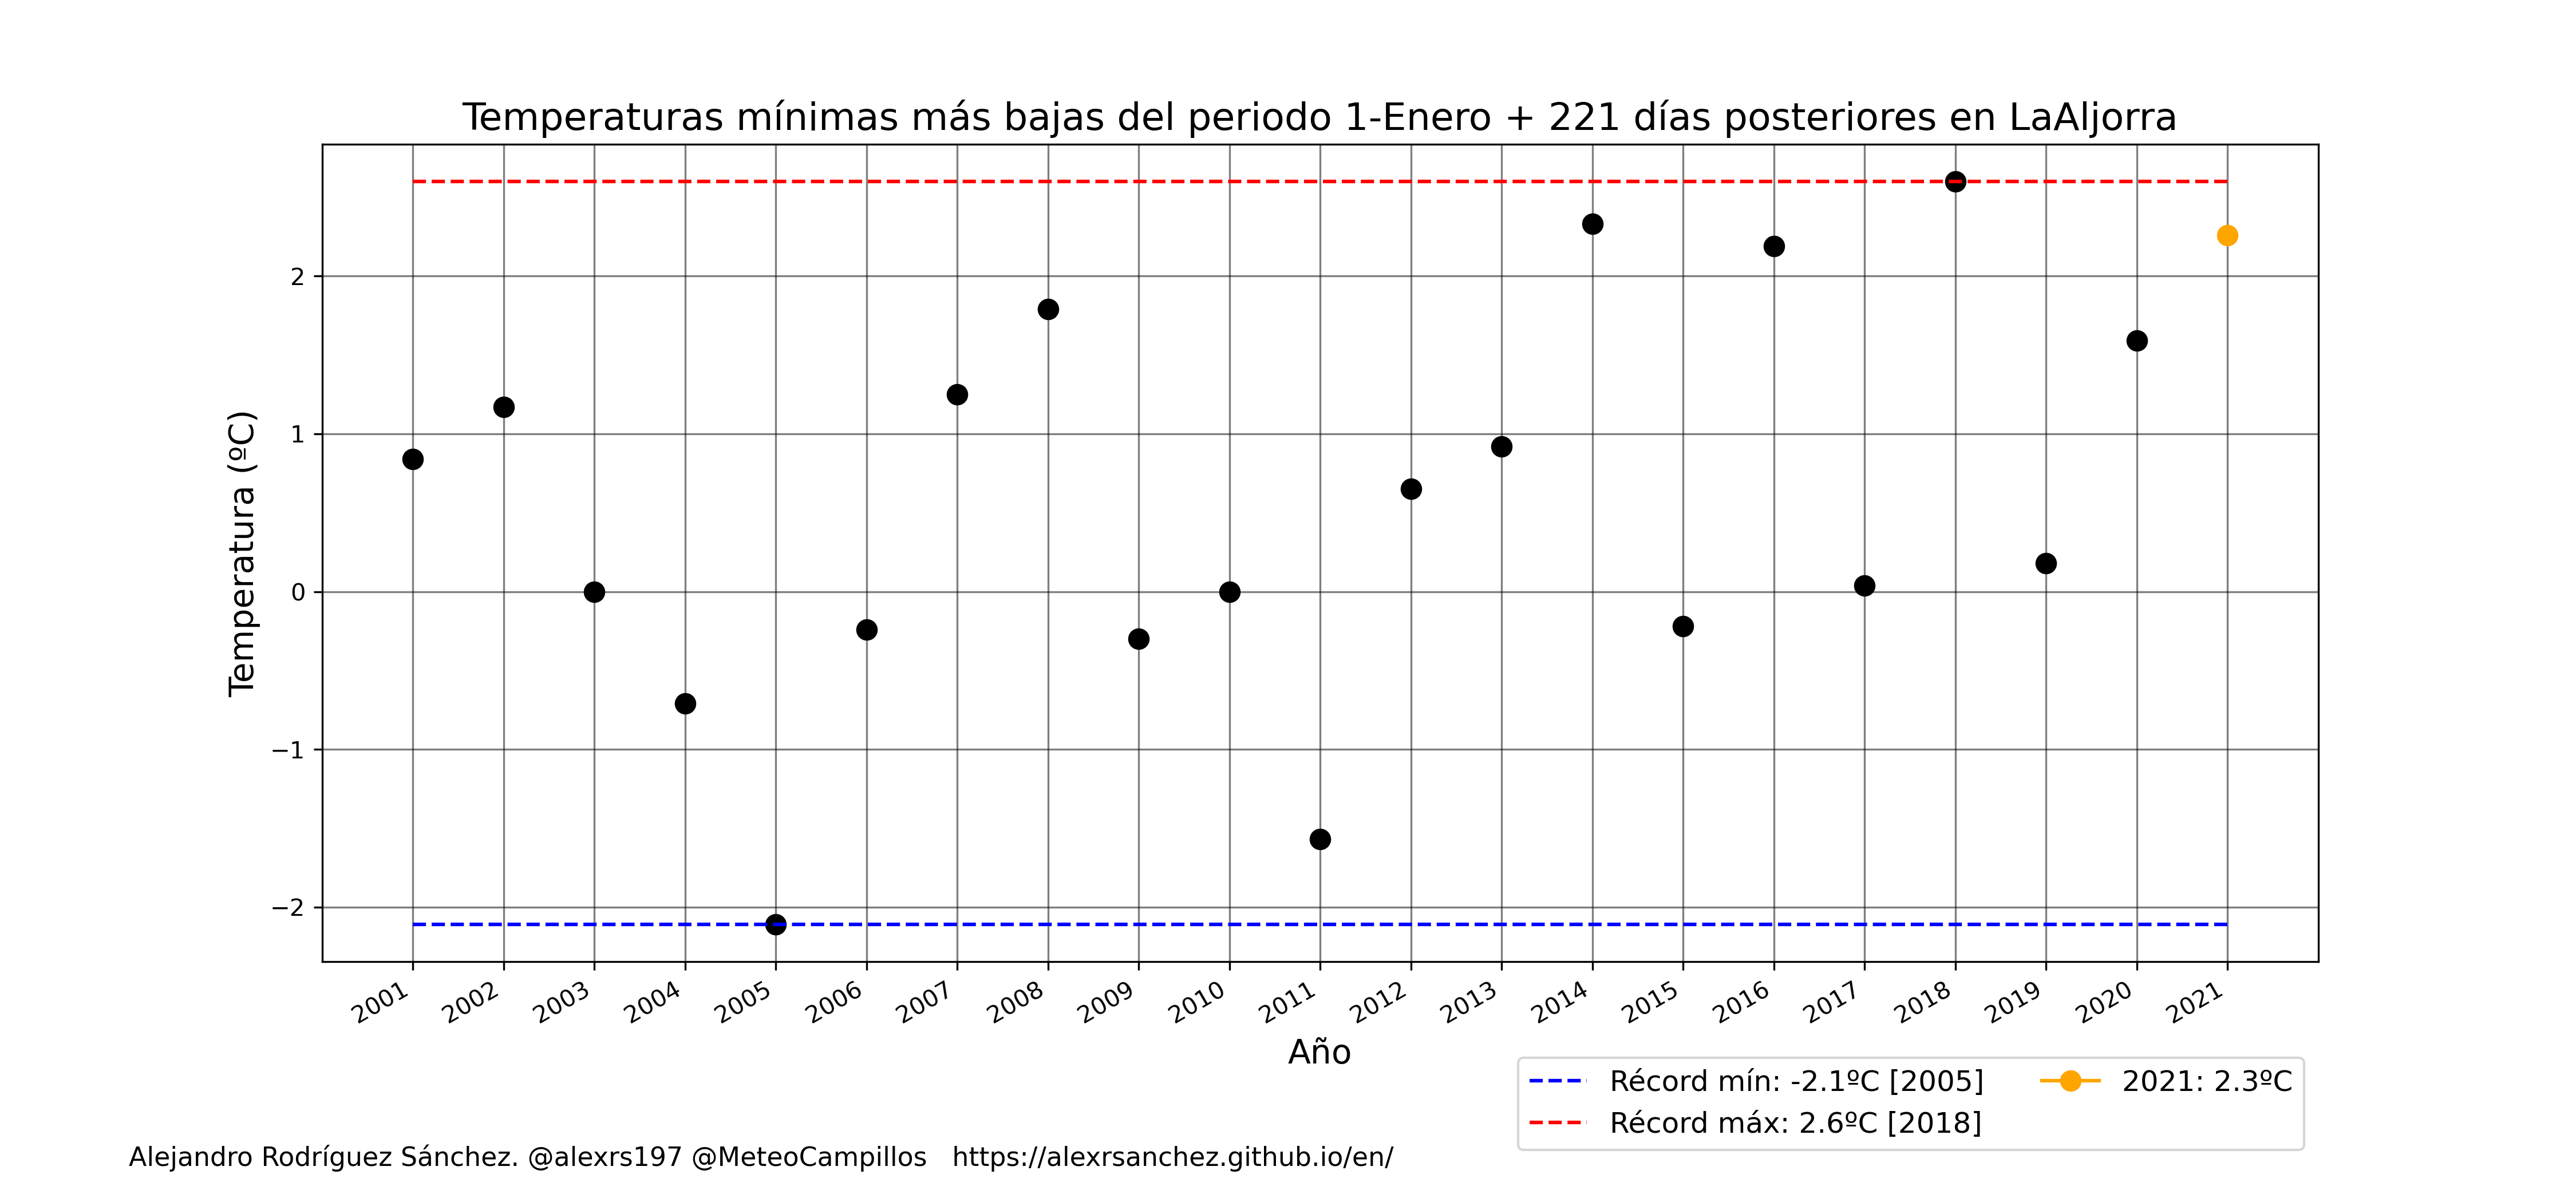 Temperaturas mínimas más bajas del periodo 1-Enero + 221 días posteriores en LaAljorra
Temperatura (ºC)
2
1
0
−1
−2
2001 2002 2003 2004 2005 2006 2007 2008 2009 2010 2011 2012 2013 2014 2015 2016 2017 2018 2019 2020 2021
Año
Récord mín: -2.1ºC [2005]
Récord máx: 2.6ºC [2018]
2021: 2.3ºC
Alejandro Rodríguez Sánchez. @alexrs197 @MeteoCampillos https://alexrsanchez.github.io/en/